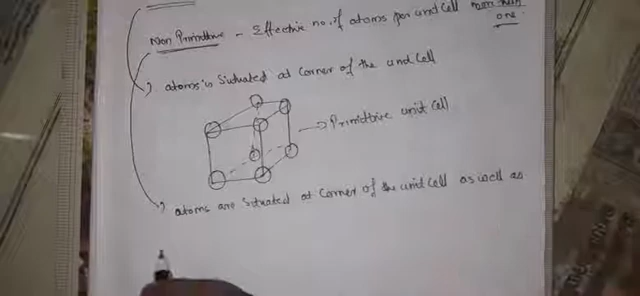 Non Primitive - Effective no. of atoms per unit cell more than
one.
atoms is situated at corner of the unit cell
→ Primitive unit cell
atoms are situated at corner of the unit cell as well as